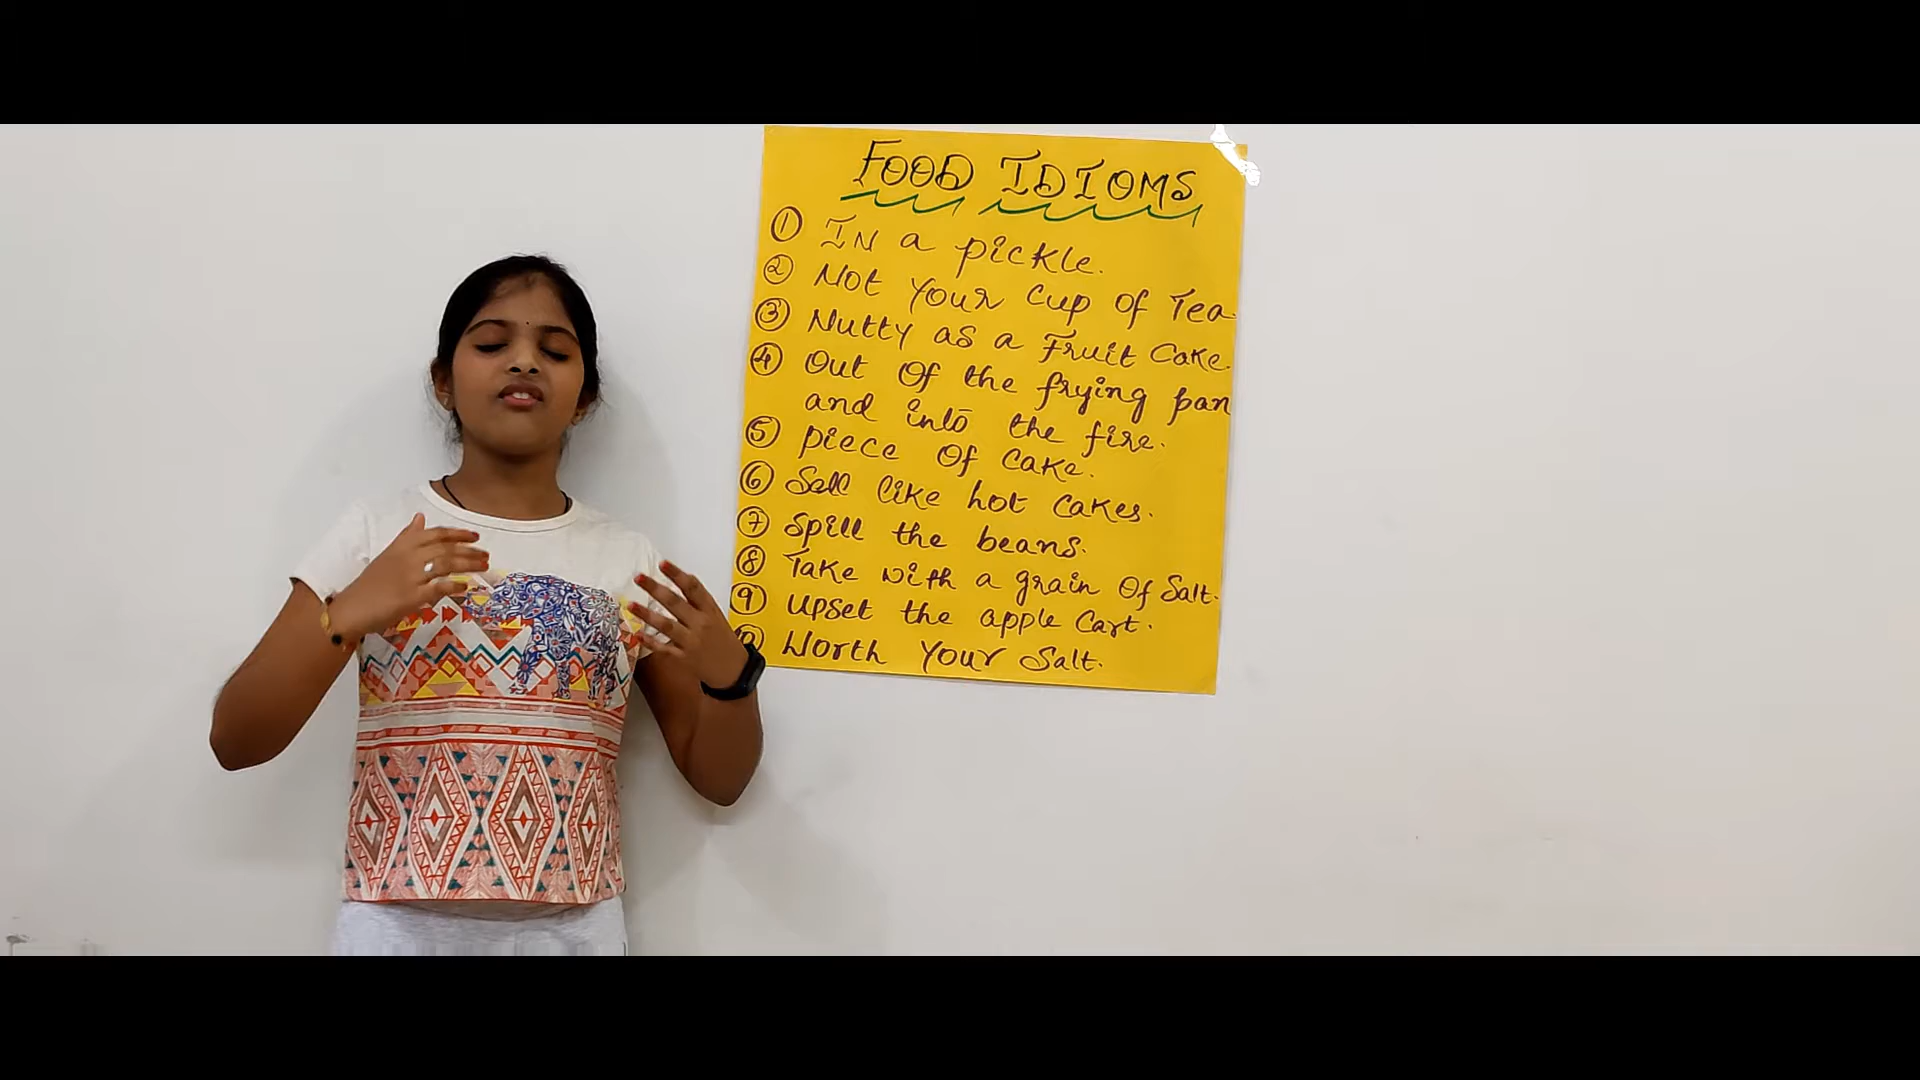 FOOD IDIOMS
① IN a pickle.
② Not your cup of Tea.
③ Nutty as a Fruit Cake.
④ Out Of the frying pan
and into the fire.
⑤ piece Of Cake.
⑥ Sell like hot Cakes.
⑦ Spill the beans.
⑧ Take with a grain Of Salt.
⑨ Upset the apple Cart.
Worth Your Salt.